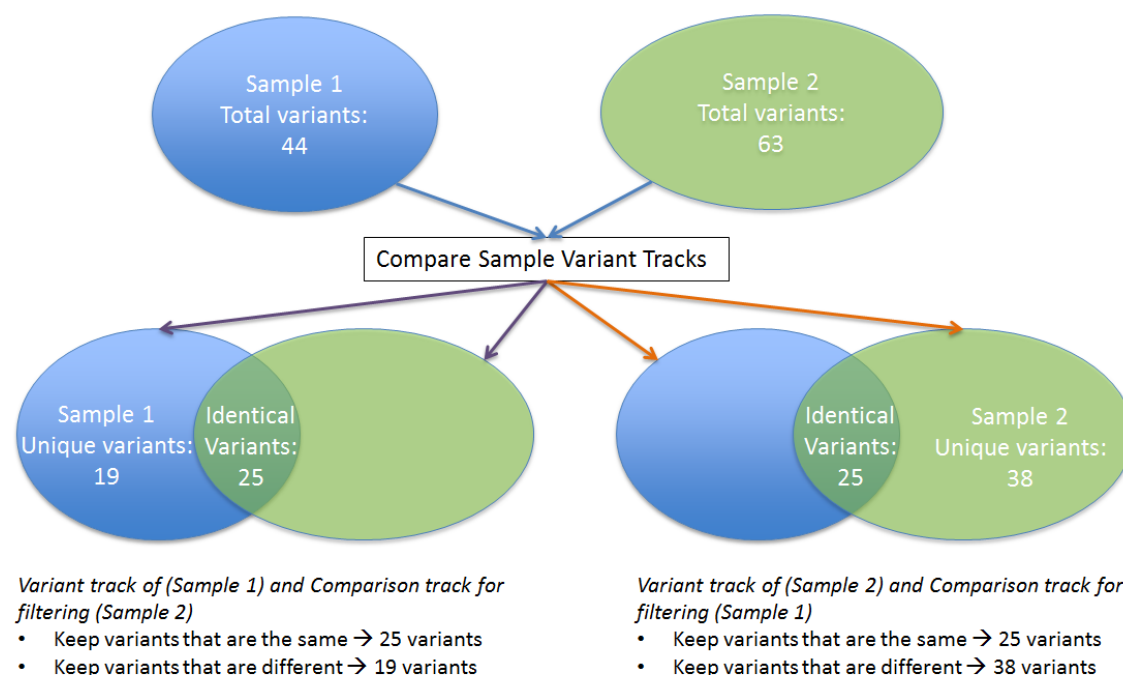 Sample 1
Total variants:
44
Sample 2
Total variants:
63
Compare Sample Variant Tracks
Sample 1
Unique variants:
19
Identical
Variants:
25
Identical
Variants:
25
Sample 2
Unique variants:
38
Variant track of (Sample 1) and Comparison track for
filtering (Sample 2)
• Keep variants that are the same → 25 variants
• Keep variants that are different → 19 variants
Variant track of (Sample 2) and Comparison track for
filtering (Sample 1)
• Keep variants that are the same → 25 variants
• Keep variants that are different → 38 variants